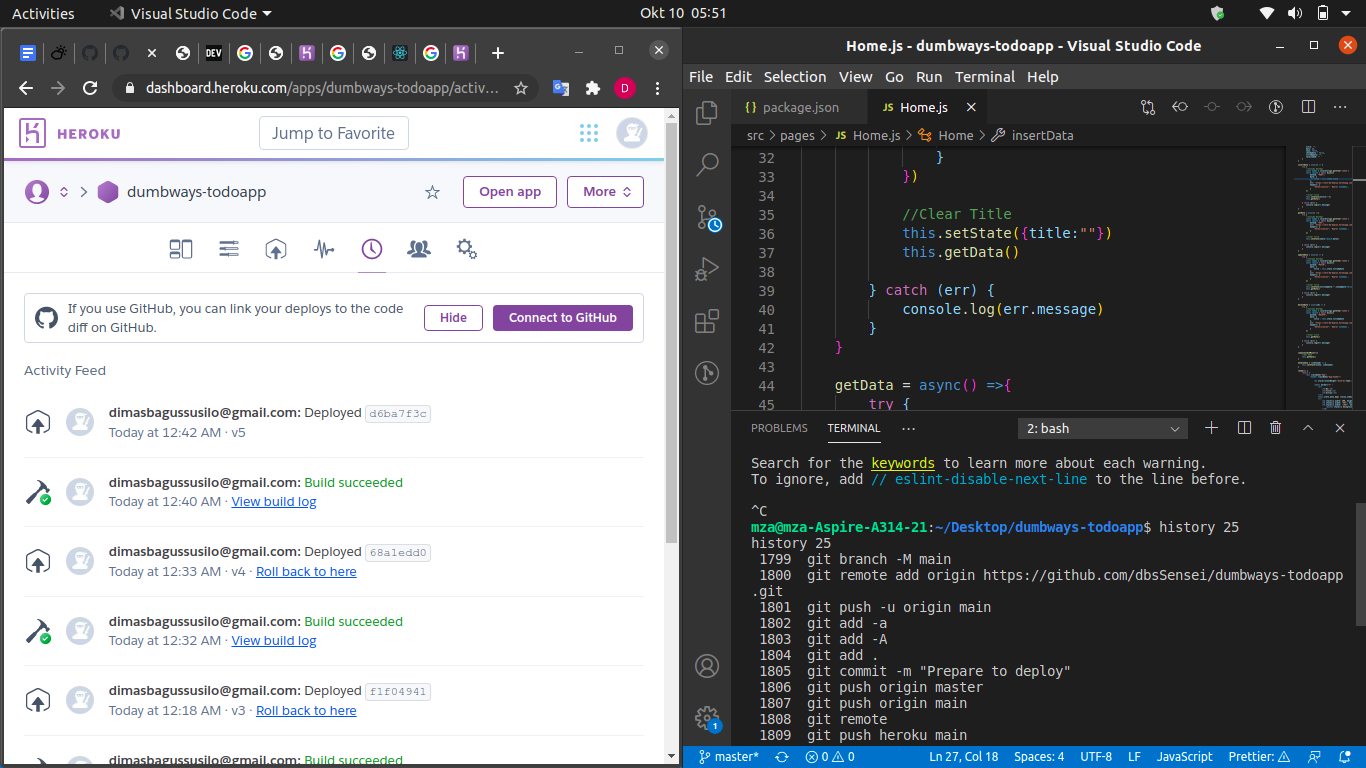 Activities
Visual Studio Code
Okt 10 05:51
DEV
dashboard.heroku.com/apps/dumbways-todoapp/activ…
D
HEROKU
Jump to Favorite
dumbways-todoapp
Open app
More
If you use GitHub, you can link your deploys to the code
diff on GitHub.
Hide
Connect to GitHub
Activity Feed
dimasbagussusilo@gmail.com: Deployed d6ba7f3c
Today at 12:42 AM · v5
dimasbagussusilo@gmail.com: Build succeeded
Today at 12:40 AM · View build log
dimasbagussusilo@gmail.com: Deployed 68a1edd0
Today at 12:33 AM · v4 · Roll back to here
dimasbagussusilo@gmail.com: Build succeeded
Today at 12:32 AM · View build log
dimasbagussusilo@gmail.com: Deployed f1f04941
Today at 12:18 AM · v3 · Roll back to here
dimasbagussusilo@gmail.com: Build succeeded
Home.js - dumbways-todoapp - Visual Studio Code
File Edit Selection View Go Run Terminal Help
{} package.json
JS Home.js
src > pages > JS Home.js > Home > insertData
32 }
33 })
34
35 //Clear Title
36 this.setState({title:""})
37 this.getData()
38
39 } catch (err) {
40 console.log(err.message)
41 }
42 }
43
44 getData = async() =>{
45 try {
PROBLEMS TERMINAL ···
2: bash
Search for the keywords to learn more about each warning.
To ignore, add // eslint-disable-next-line to the line before.
^C
mza@mza-Aspire-A314-21:~/Desktop/dumbways-todoapp$ history 25
history 25
1799 git branch -M main
1800 git remote add origin https://github.com/dbsSensei/dumbways-todoapp
.git
1801 git push -u origin main
1802 git add -a
1803 git add -A
1804 git add .
1805 git commit -m "Prepare to deploy"
1806 git push origin master
1807 git push origin main
1808 git remote
1809 git push heroku main
1
master*
0 0
Ln 27, Col 18
Spaces: 4
UTF-8
LF
JavaScript
Prettier: